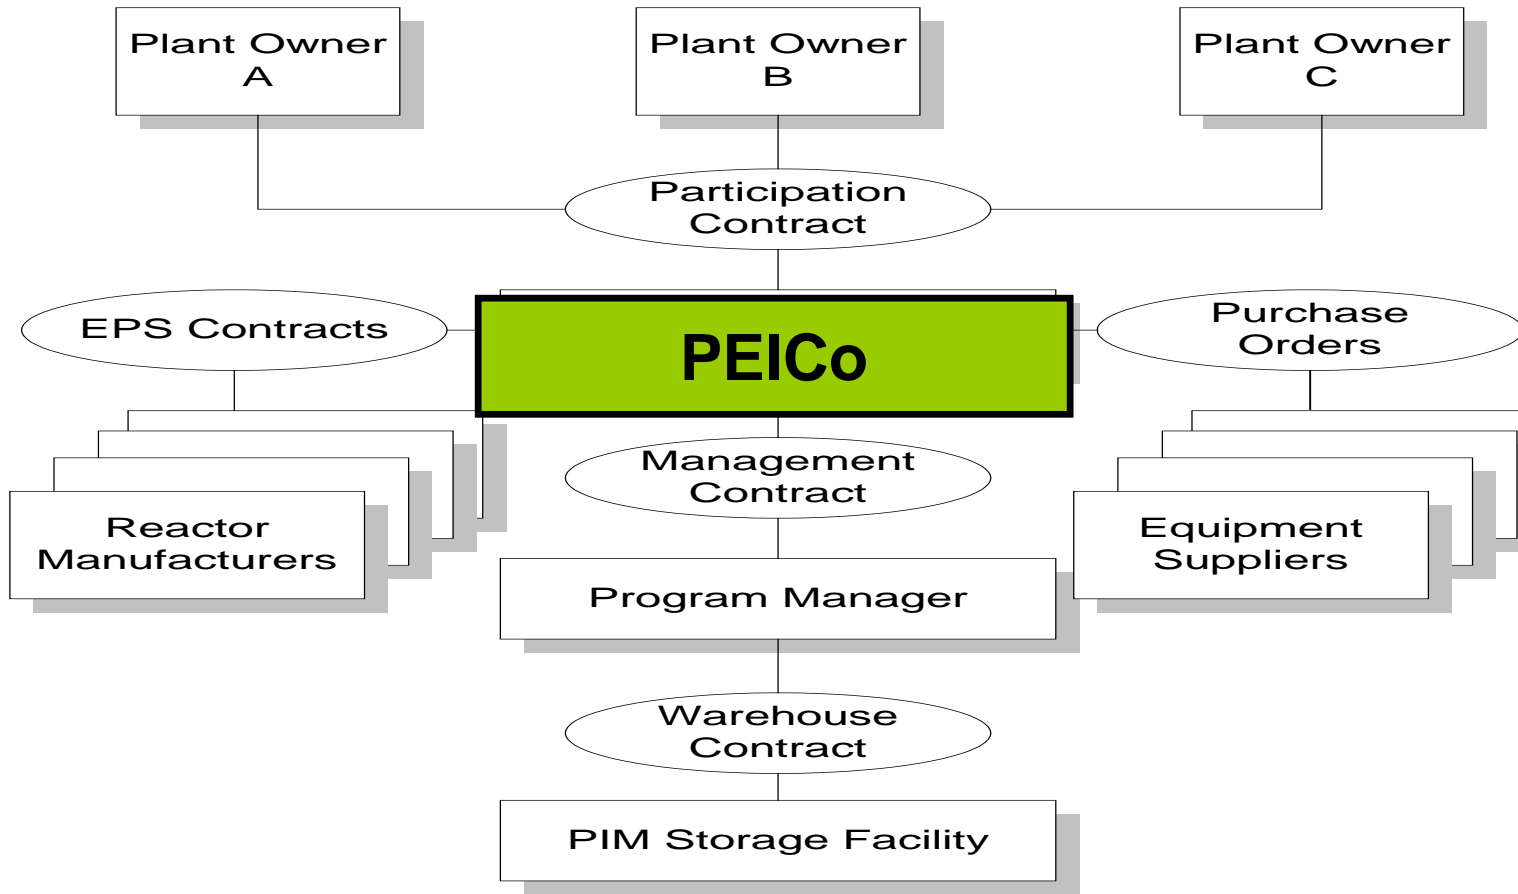 Plant Owner
A
Plant Owner
B
Plant Owner
C
Participation
Contract
EPS Contracts
PEICo
Purchase
Orders
Management
Contract
Reactor
Manufacturers
Equipment
Suppliers
Program Manager
Warehouse
Contract
PIM Storage Facility